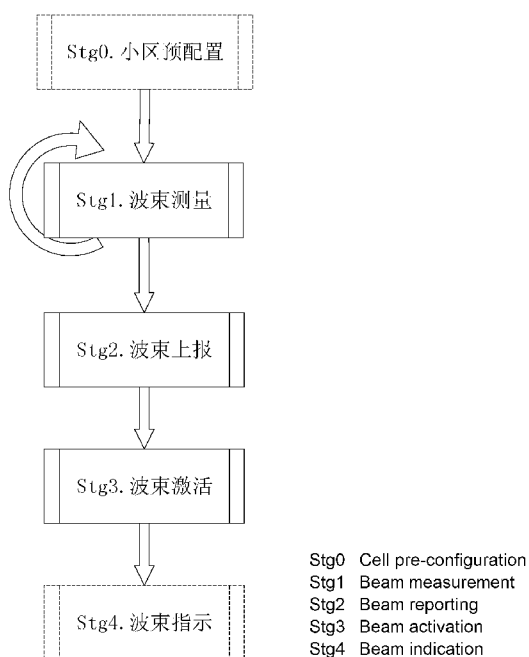 Stg0. 小区预配置
Stg1. 波束测量
Stg2. 波束上报
Stg3. 波束激活
Stg4. 波束指示
Stg0 Cell pre-configuration
Stg1 Beam measurement
Stg2 Beam reporting
Stg3 Beam activation
Stg4 Beam indication